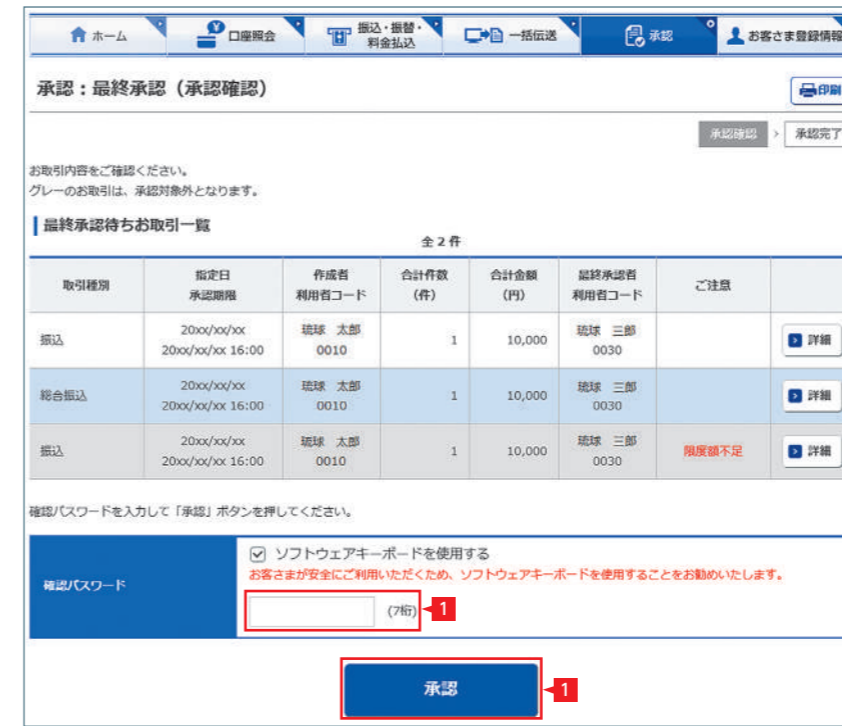 ホーム
口座照会
振込・振替・
料金払込
一括伝送
承認
お客さま登録情報
承認：最終承認（承認確認）
印刷
承認確認 > 承認完了
お取引内容をご確認ください。
グレーのお取引は、承認対象外となります。
最終承認待ちお取引一覧
全2件
取引種別 指定日 承認期限 作成者 利用者コード 合計件数 (件) 合計金額 (円) 最終承認者 利用者コード ご注意
振込 20xx/xx/xx 20xx/xx/xx 16:00 琉球 太郎 0010 1 10,000 琉球 三郎 0030 詳細
総合振込 20xx/xx/xx 20xx/xx/xx 16:00 琉球 太郎 0010 1 10,000 琉球 三郎 0030 詳細
振込 20xx/xx/xx 20xx/xx/xx 16:00 琉球 太郎 0010 1 10,000 琉球 三郎 0030 限度額不足 詳細
確認パスワードを入力して「承認」ボタンを押してください。
確認パスワード
ソフトウェアキーボードを使用する
お客さまが安全にご利用いただくため、ソフトウェアキーボードを使用することをお勧めいたします。
(7桁) 1
承認 1